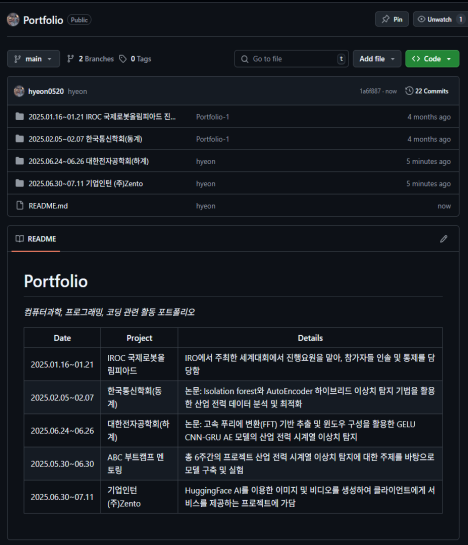 Portfolio Public
Pin
Unwatch 1
main
2 Branches
0 Tags
Go to file t
Add file
Code
hyeon0520 hyeon
1a6f887 · now
22 Commits
2025.01.16~01.21 IROC 국제로봇올림피아드 진... Portfolio-1 4 months ago
2025.02.05~02.07 한국통신학회(동계) Portfolio-1 4 months ago
2025.06.24~06.26 대한전자공학회(하계) hyeon 5 minutes ago
2025.06.30~07.11 기업인턴 (주)Zento hyeon 5 minutes ago
README.md hyeon now
README
Portfolio
컴퓨터과학, 프로그래밍, 코딩 관련 활동 포트폴리오
Date Project Details
2025.01.16~01.21 IROC 국제로봇올
림피아드
IRO에서 주최한 세계대회에서 진행요원을 맡아, 참가자들 인솔 및 통제를 담
당함
2025.02.05~02.07 한국통신학회(동
계)
논문: Isolation forest와 AutoEncoder 하이브리드 이상치 탐지 기법을 활용
한 산업 전력 데이터 분석 및 최적화
2025.06.24~06.26 대한전자공학회(하
계)
논문: 고속 푸리에 변환(FFT) 기반 추출 및 윈도우 구성을 활용한 GELU
CNN-GRU AE 모델의 산업 전력 시계열 이상치 탐지
2025.05.30~06.30 ABC 부트캠프 멘
토링
총 6주간의 프로젝트 산업 전력 시계열 이상치 탐지에 대한 주제를 바탕으로
모델 구축 및 실험
2025.06.30~07.11 기업인턴
(주)Zento
HuggingFace AI를 이용한 이미지 및 비디오를 생성하여 클라이언트에게 서
비스를 제공하는 프로젝트에 가담